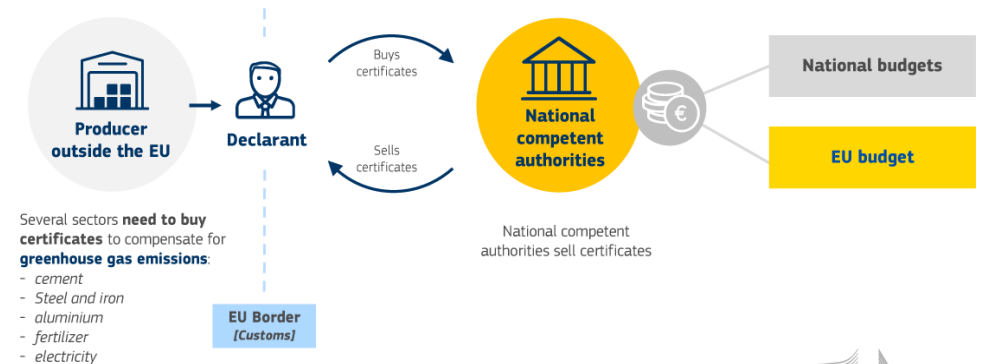 Producer
outside the EU
Declarant
Buys
certificates
Sells
certificates
National
competent
authorities
€
National budgets
EU budget
Several sectors need to buy
certificates to compensate for
greenhouse gas emissions:
- cement
- Steel and iron
- aluminium
- fertilizer
- electricity
EU Border
[Customs]
National competent
authorities sell certificates